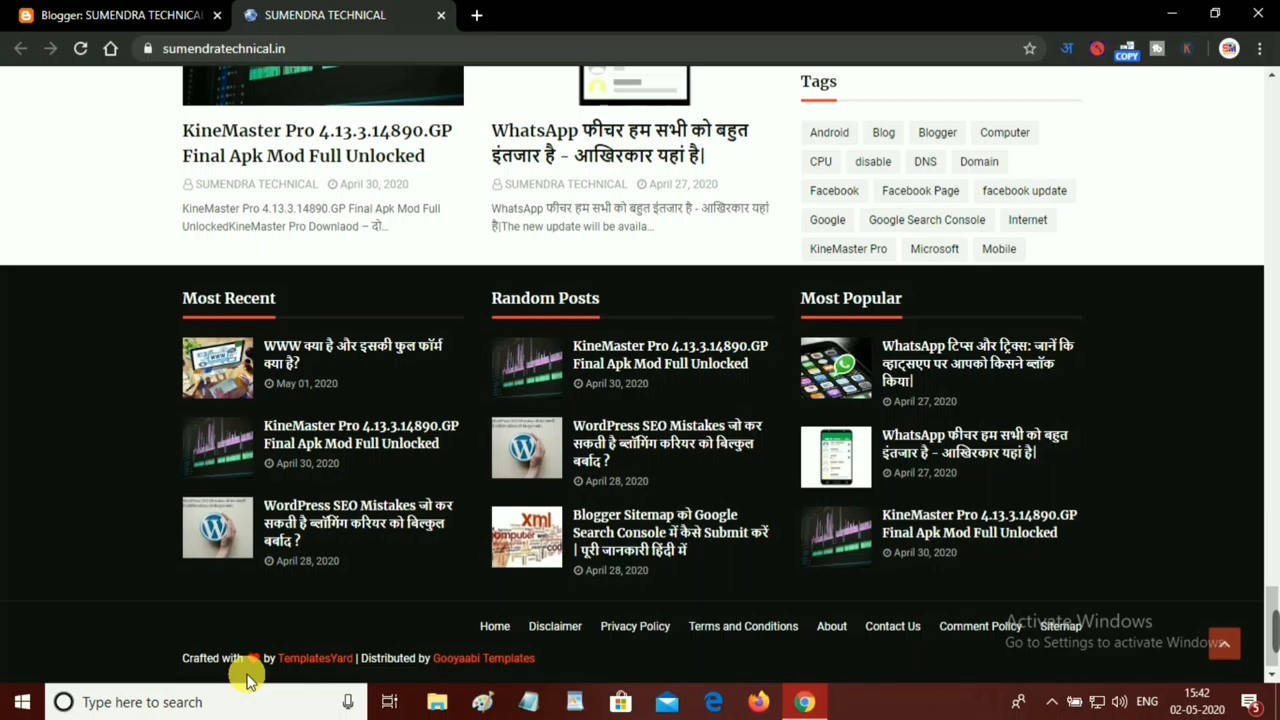 Blogger: SUMENDRA TECHNICAL
SUMENDRA TECHNICAL
sumendratechnical.in
COPY
KineMaster Pro 4.13.3.14890.GP
Final Apk Mod Full Unlocked
SUMENDRA TECHNICAL April 30, 2020
KineMaster Pro 4.13.3.14890.GP Final Apk Mod Full
UnlockedKineMaster Pro Downlaod – दो...
WhatsApp फीचर हम सभी को बहुत
इंतजार है - आखिरकार यहां है|
SUMENDRA TECHNICAL April 27, 2020
WhatsApp फीचर हम सभी को बहुत इंतजार है - आखिरकार यहां
है|The new update will be availa...
Tags
Android Blog Blogger Computer
CPU disable DNS Domain
Facebook Facebook Page facebook update
Google Google Search Console Internet
KineMaster Pro Microsoft Mobile
Most Recent
WWW क्या है और इसकी फुल फॉर्म
क्या है?
May 01, 2020
KineMaster Pro 4.13.3.14890.GP
Final Apk Mod Full Unlocked
April 30, 2020
WordPress SEO Mistakes जो कर
सकती है ब्लॉगिंग करियर को बिल्कुल
बर्बाद ?
April 28, 2020
Random Posts
KineMaster Pro 4.13.3.14890.GP
Final Apk Mod Full Unlocked
April 30, 2020
WordPress SEO Mistakes जो कर
सकती है ब्लॉगिंग करियर को बिल्कुल
बर्बाद ?
April 28, 2020
xml
Blogger Sitemap को Google
Search Console में कैसे Submit करें
| पूरी जानकारी हिंदी में
April 28, 2020
Most Popular
WhatsApp टिप्स और ट्रिक्स: जानें कि
व्हाट्सएप पर आपको किसने ब्लॉक
किया|
April 27, 2020
WhatsApp फीचर हम सभी को बहुत
इंतजार है - आखिरकार यहां है|
April 27, 2020
KineMaster Pro 4.13.3.14890.GP
Final Apk Mod Full Unlocked
April 30, 2020
Home Disclaimer Privacy Policy Terms and Conditions About Contact Us Comment Policy Sitemap
Activate Windows
Go to Settings to activate Windows.
Crafted with by TemplatesYard | Distributed by Gooyaabi Templates
Type here to search
ENG
15:42
02-05-2020
5